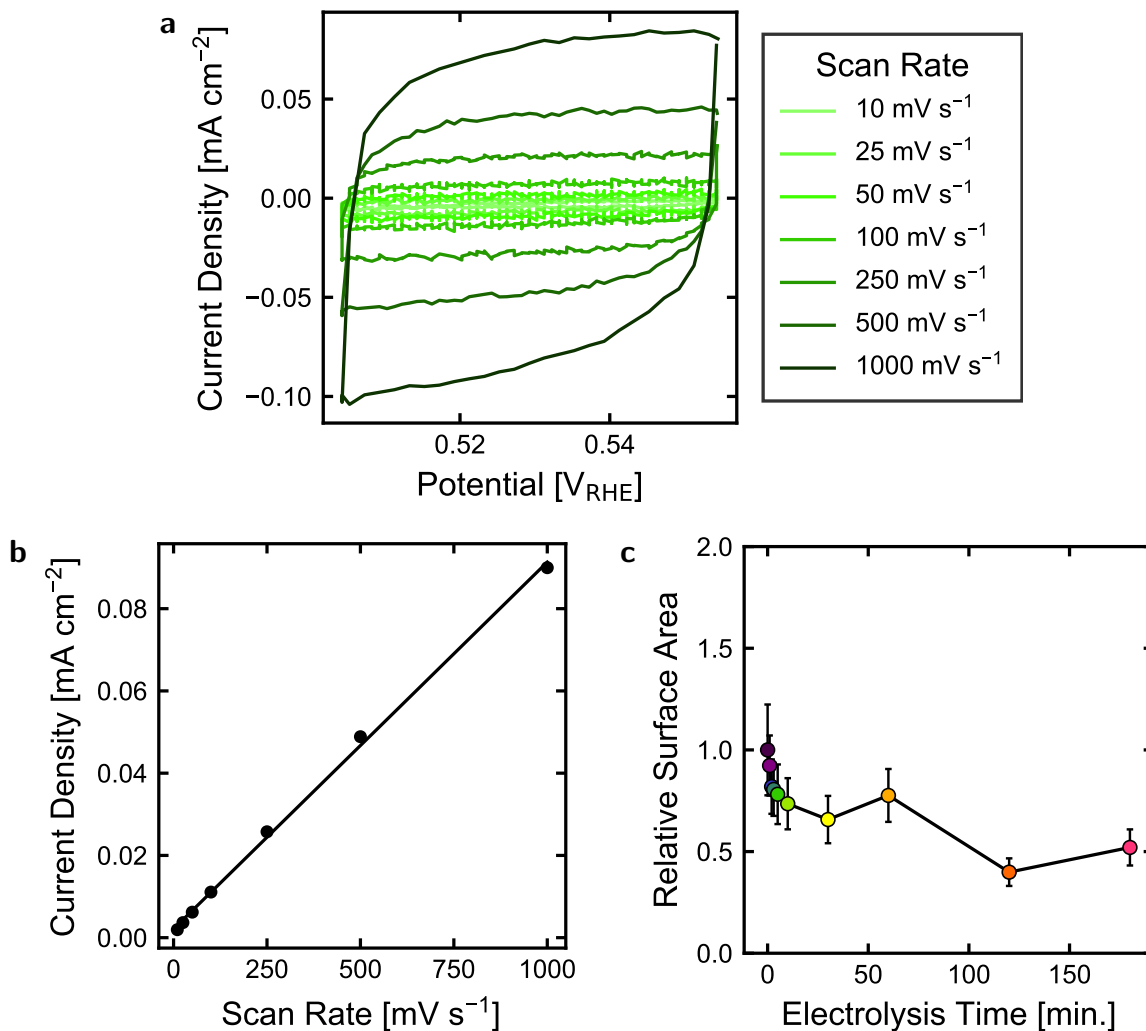 a
Current Density [mA cm⁻²]
0.05
0.00
−0.05
−0.10
0.52
0.54
Potential [V_RHE]
Scan Rate
10 mV s⁻¹
25 mV s⁻¹
50 mV s⁻¹
100 mV s⁻¹
250 mV s⁻¹
500 mV s⁻¹
1000 mV s⁻¹
b
Current Density [mA cm⁻²]
0.08
0.06
0.04
0.02
0.00
0
250
500
750
1000
Scan Rate [mV s⁻¹]
c
Relative Surface Area
2.0
1.5
1.0
0.5
0.0
0
50
100
150
Electrolysis Time [min.]